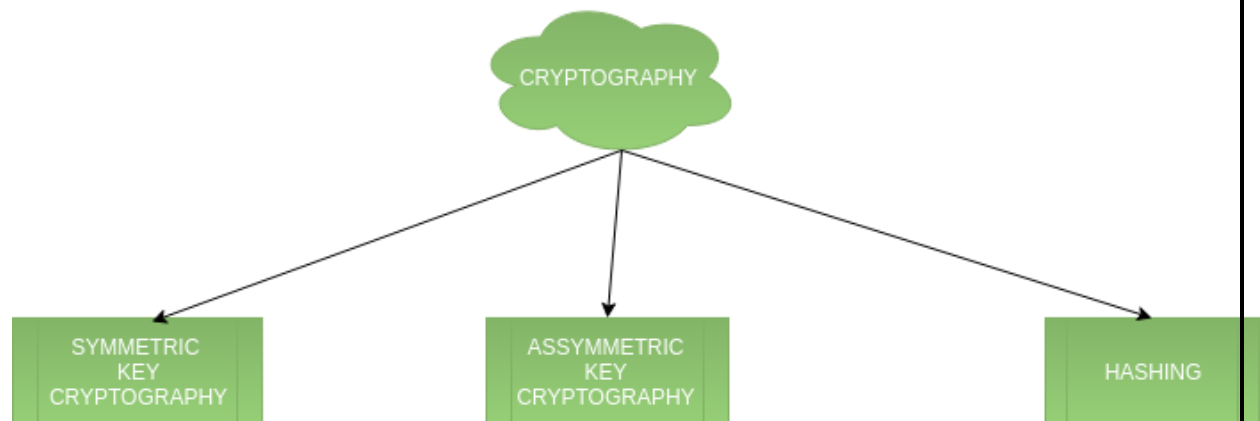 CRYPTOGRAPHY
SYMMETRIC
KEY
CRYPTOGRAPHY
ASSYMMETRIC
KEY
CRYPTOGRAPHY
HASHING